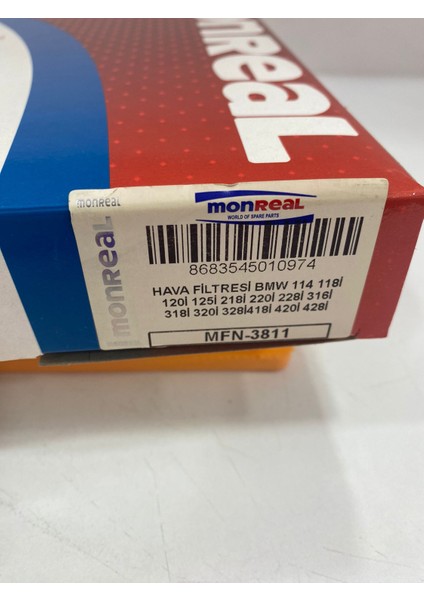 monreal
monreal
monreal
monreal
WORLD OF SPARE PARTS
8683545010974
HAVA FİLTRESİ BMW 114 118İ
120İ 125İ 218İ 220İ 228İ 316İ
318İ 320İ 328İ418İ 420İ 428İ
MFN-3811